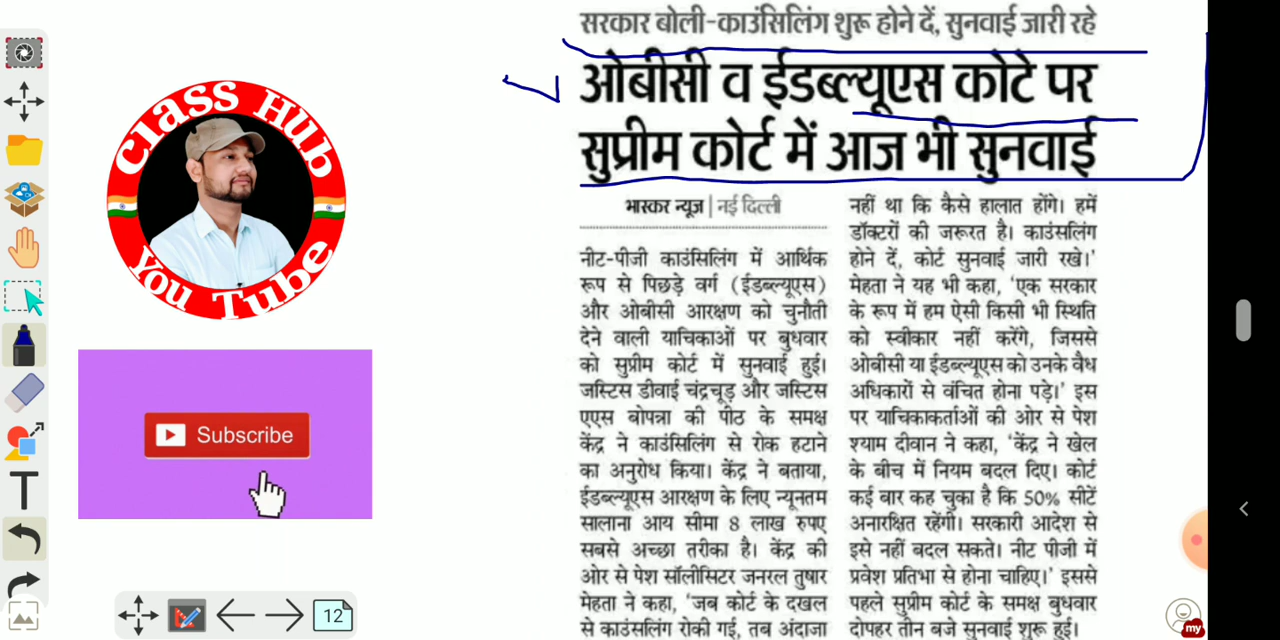 सरकार बोली-काउंसिलिंग शुरू होने दें, सुनवाई जारी रहे
ओबीसी व ईडब्ल्यूएस कोटे पर
सुप्रीम कोर्ट में आज भी सुनवाई
भास्कर न्यूज | नई दिल्ली
नीट-पीजी काउंसिलिंग में आर्थिक
रूप से पिछड़े वर्ग (ईडब्ल्यूएस)
और ओबीसी आरक्षण को चुनौती
देने वाली याचिकाओं पर बुधवार
को सुप्रीम कोर्ट में सुनवाई हुई।
जस्टिस डीवाई चंद्रचूड़ और जस्टिस
एएस बोपन्ना की पीठ के समक्ष
केंद्र ने काउंसिलिंग से रोक हटाने
का अनुरोध किया। केंद्र ने बताया,
ईडब्ल्यूएस आरक्षण के लिए न्यूनतम
सालाना आय सीमा 8 लाख रुपए
सबसे अच्छा तरीका है। केंद्र की
ओर से पेश सॉलीसिटर जनरल तुषार
मेहता ने कहा, 'जब कोर्ट के दखल
से काउंसलिंग रोकी गई, तब अंदाजा
नहीं था कि कैसे हालात होंगे। हमें
डॉक्टरों की जरूरत है। काउंसलिंग
होने दें, कोर्ट सुनवाई जारी रखे।'
मेहता ने यह भी कहा, 'एक सरकार
के रूप में हम ऐसी किसी भी स्थिति
को स्वीकार नहीं करेंगे, जिससे
ओबीसी या ईडब्ल्यूएस को उनके वैध
अधिकारों से वंचित होना पड़े।' इस
पर याचिकाकर्ताओं की ओर से पेश
श्याम दीवान ने कहा, 'केंद्र ने खेल
के बीच में नियम बदल दिए। कोर्ट
कई बार कह चुका है कि 50% सीटें
अनारक्षित रहेंगी। सरकारी आदेश से
इसे नहीं बदल सकते। नीट पीजी में
प्रवेश प्रतिभा से होना चाहिए।' इससे
पहले सुप्रीम कोर्ट के समक्ष बुधवार
दोपहर तीन बजे सुनवाई शुरू हुई।
Class Hub
You Tube
Subscribe
T
12
my